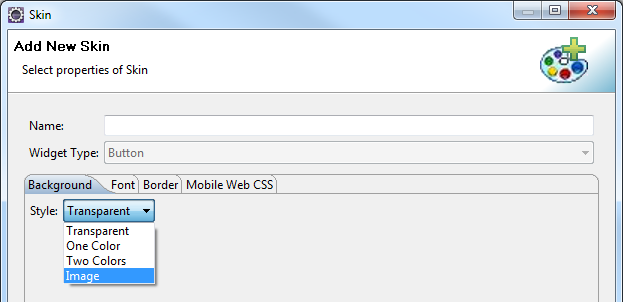 Skin
Add New Skin
Select properties of Skin
Name:
Widget Type: Button
Background Font Border Mobile Web CSS
Style: Transparent
Transparent
One Color
Two Colors
Image